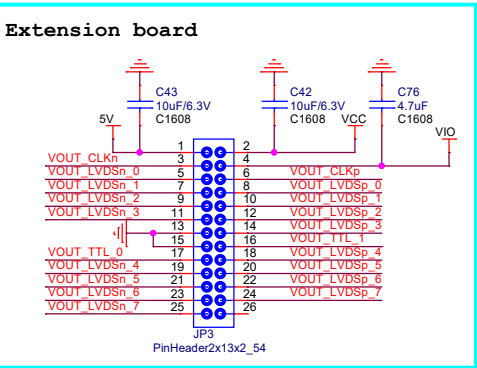 Extension board
C43
10uF/6.3V
C1608
C42
10uF/6.3V
C1608
C76
4.7uF
C1608
5V
VCC
VIO
1 2
VOUT_CLKn 3 4
VOUT_LVDSn_0 5 6 VOUT_CLKp
VOUT_LVDSn_1 7 8 VOUT_LVDSp_0
VOUT_LVDSn_2 9 10 VOUT_LVDSp_1
VOUT_LVDSn_3 11 12 VOUT_LVDSp_2
13 14 VOUT_LVDSp_3
15 16 VOUT_TTL_1
VOUT_TTL_0 17 18 VOUT_LVDSp_4
VOUT_LVDSn_4 19 20 VOUT_LVDSp_5
VOUT_LVDSn_5 21 22 VOUT_LVDSp_6
VOUT_LVDSn_6 23 24 VOUT_LVDSp_7
VOUT_LVDSn_7 25 26
JP3
PinHeader2x13x2_54